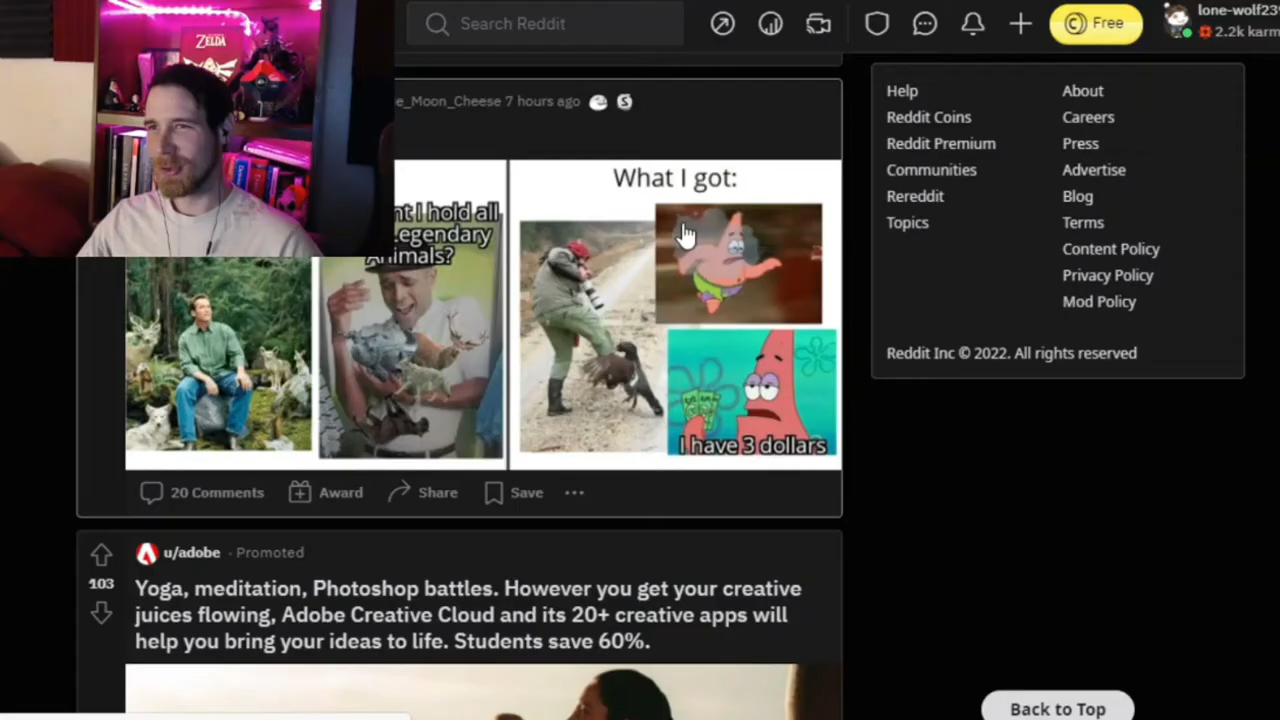 ZELDA
Search Reddit
Free
lone-wolf239
2.2k karm
e_Moon_Cheese 7 hours ago
nt I hold all
Legendary
Animals?
What I got:
I have 3 dollars
20 Comments
Award
Share
Save
u/adobe · Promoted
103
Yoga, meditation, Photoshop battles. However you get your creative
juices flowing, Adobe Creative Cloud and its 20+ creative apps will
help you bring your ideas to life. Students save 60%.
Help
About
Reddit Coins
Careers
Reddit Premium
Press
Communities
Advertise
Rereddit
Blog
Topics
Terms
Content Policy
Privacy Policy
Mod Policy
Reddit Inc © 2022. All rights reserved
Back to Top